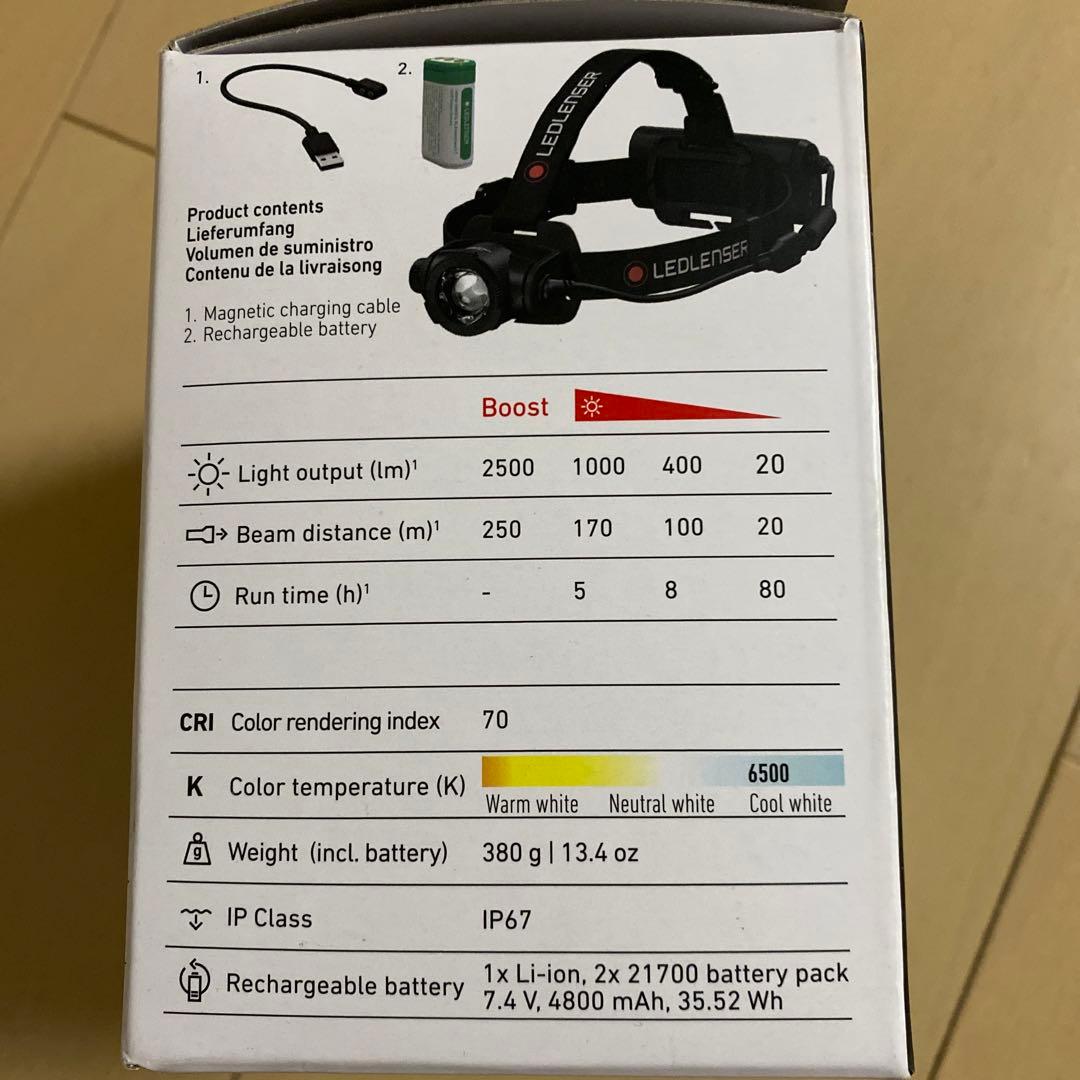 1.
2.
LEDLENSER
LEDLENSER
LEDLENSER
Product contents
Lieferumfang
Volumen de suministro
Contenu de la livraisong
1. Magnetic charging cable
2. Rechargeable battery
Boost
Light output (lm)¹ 2500 1000 400 20
Beam distance (m)¹ 250 170 100 20
Run time (h)¹ - 5 8 80
CRI Color rendering index 70
K Color temperature (K) 6500
Warm white Neutral white Cool white
g Weight (incl. battery) 380 g | 13.4 oz
IP Class IP67
Rechargeable battery 1x Li-ion, 2x 21700 battery pack
7.4 V, 4800 mAh, 35.52 Wh